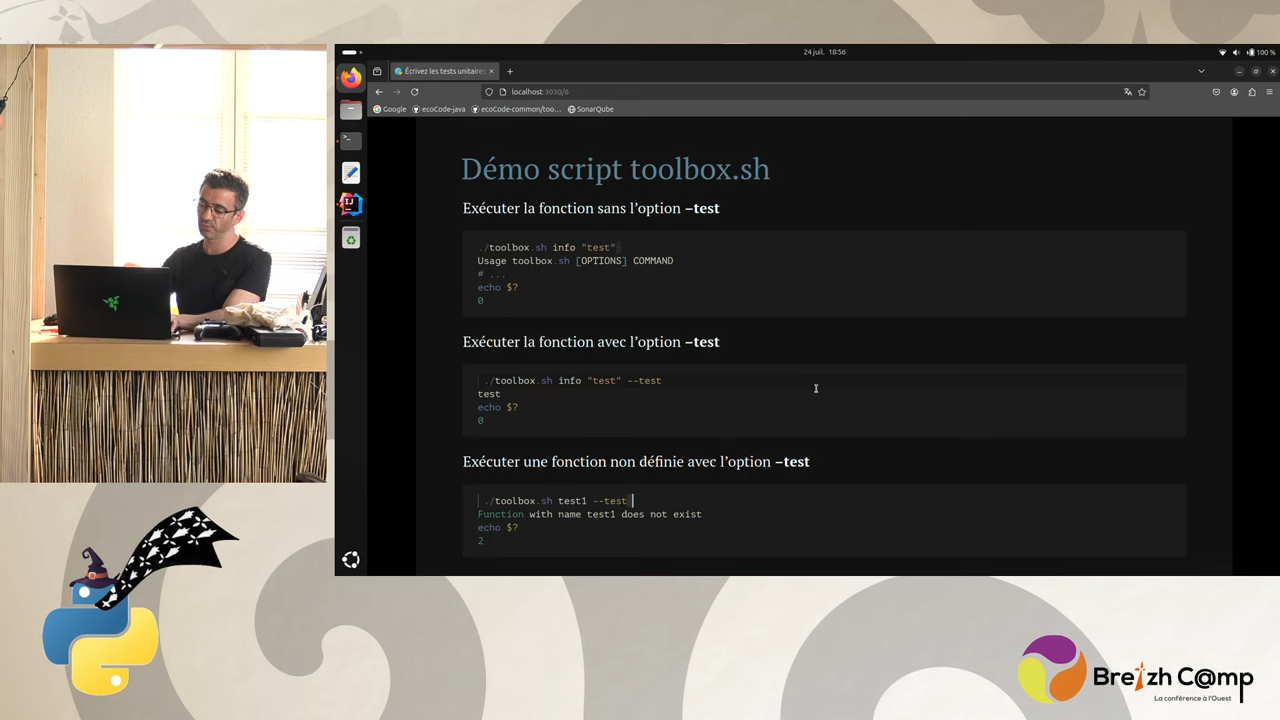 24 juil. 18:56
100 %
Écrivez les tests unitaires
localhost:3030/6
Google
ecoCode-java
ecoCode-common/too...
SonarQube
Démo script toolbox.sh
Exécuter la fonction sans l'option –test
./toolbox.sh info "test"
Usage toolbox.sh [OPTIONS] COMMAND
# ...
echo $?
0
Exécuter la fonction avec l'option –test
./toolbox.sh info "test" --test
test
echo $?
0
Exécuter une fonction non définie avec l'option –test
./toolbox.sh test1 --test
Function with name test1 does not exist
echo $?
2
Breizh C@mp
La conférence à l'Ouest